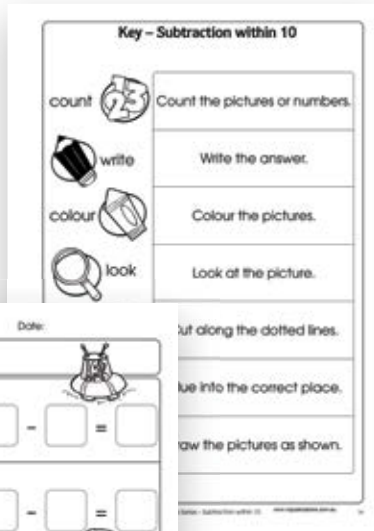 Key – Subtraction within 10
count 123 Count the pictures or numbers.
write Write the answer.
colour Colour the pictures.
look Look at the picture.
Date:
ut along the dotted lines.
lue into the correct place.
- =
aw the pictures as shown.
- =